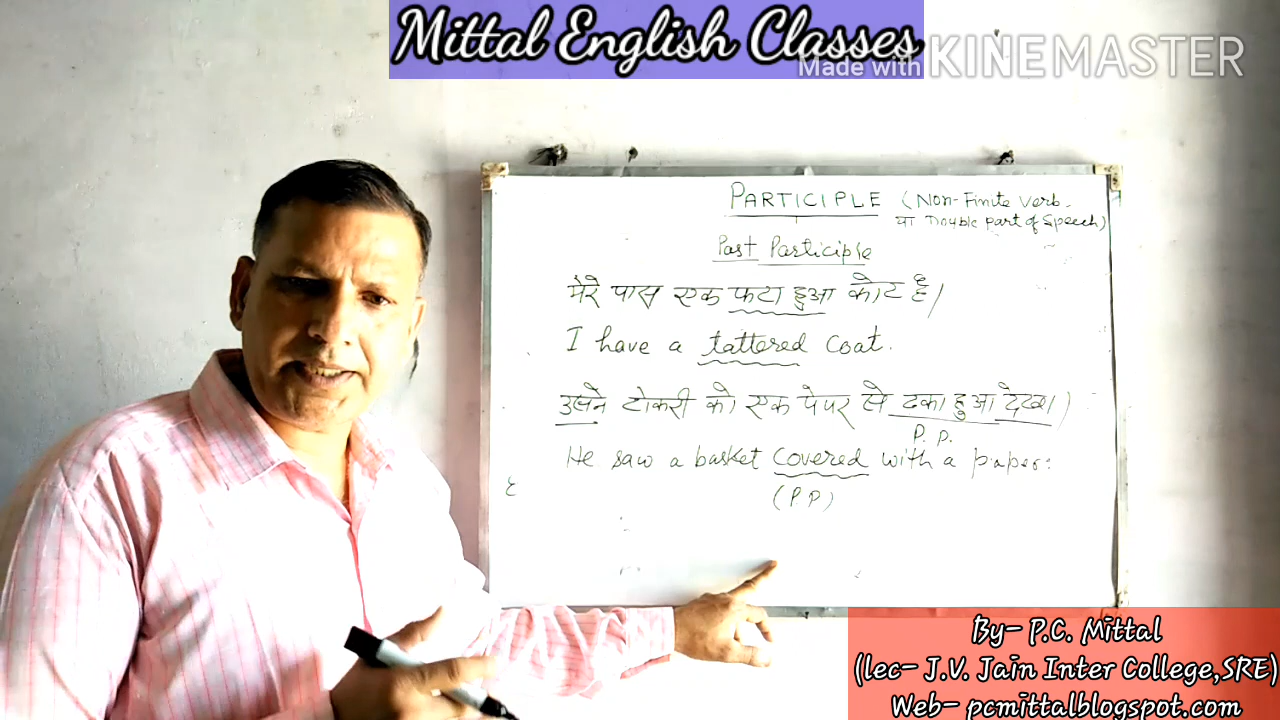 Mittal English Classes
Made with KINEMASTER
PARTICIPLE (Non-Finite Verb
या Double Part of Speech)
Past Participle
मेरे पास एक फटा हुआ कोट है।
I have a tattered coat.
उसने टोकरी को एक पेपर से ढका हुआ देखा।
P. P.
He saw a basket covered with a paper.
(P P)
By- P.C. Mittal
(lec- J.V. Jain Inter College,SRE)
Web- pcmittalblogspot.com